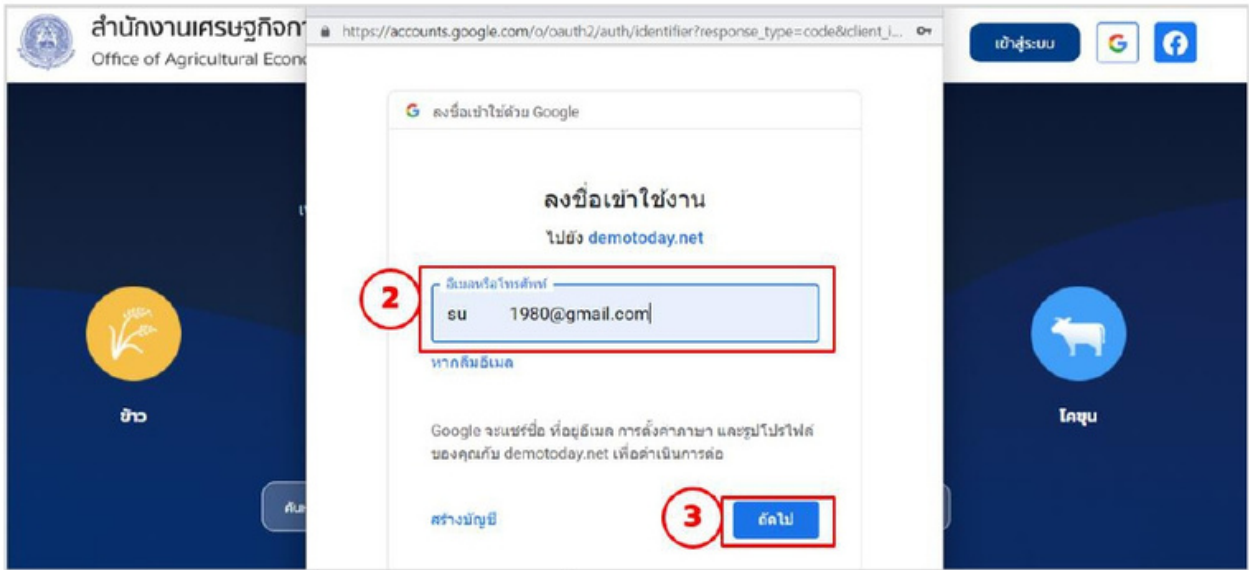 สำนักงานเศรษฐกิจกา
Office of Agricultural Econo
https://accounts.google.com/o/oauth2/auth/identifier?response_type=code&client_i...
เข้าสู่ระบบ
G
ลงชื่อเข้าใช้ด้วย Google
ลงชื่อเข้าใช้งาน
ไปยัง demotoday.net
2
อีเมลหรือโทรศัพท์
su 1980@gmail.com
หากลืมอีเมล
ข้าว
โคขุน
Google จะแชร์ชื่อ ที่อยู่อีเมล การตั้งค่าภาษา และรูปโปรไฟล์
ของคุณกับ demotoday.net เพื่อดำเนินการต่อ
สร้างบัญชี
3
ถัดไป